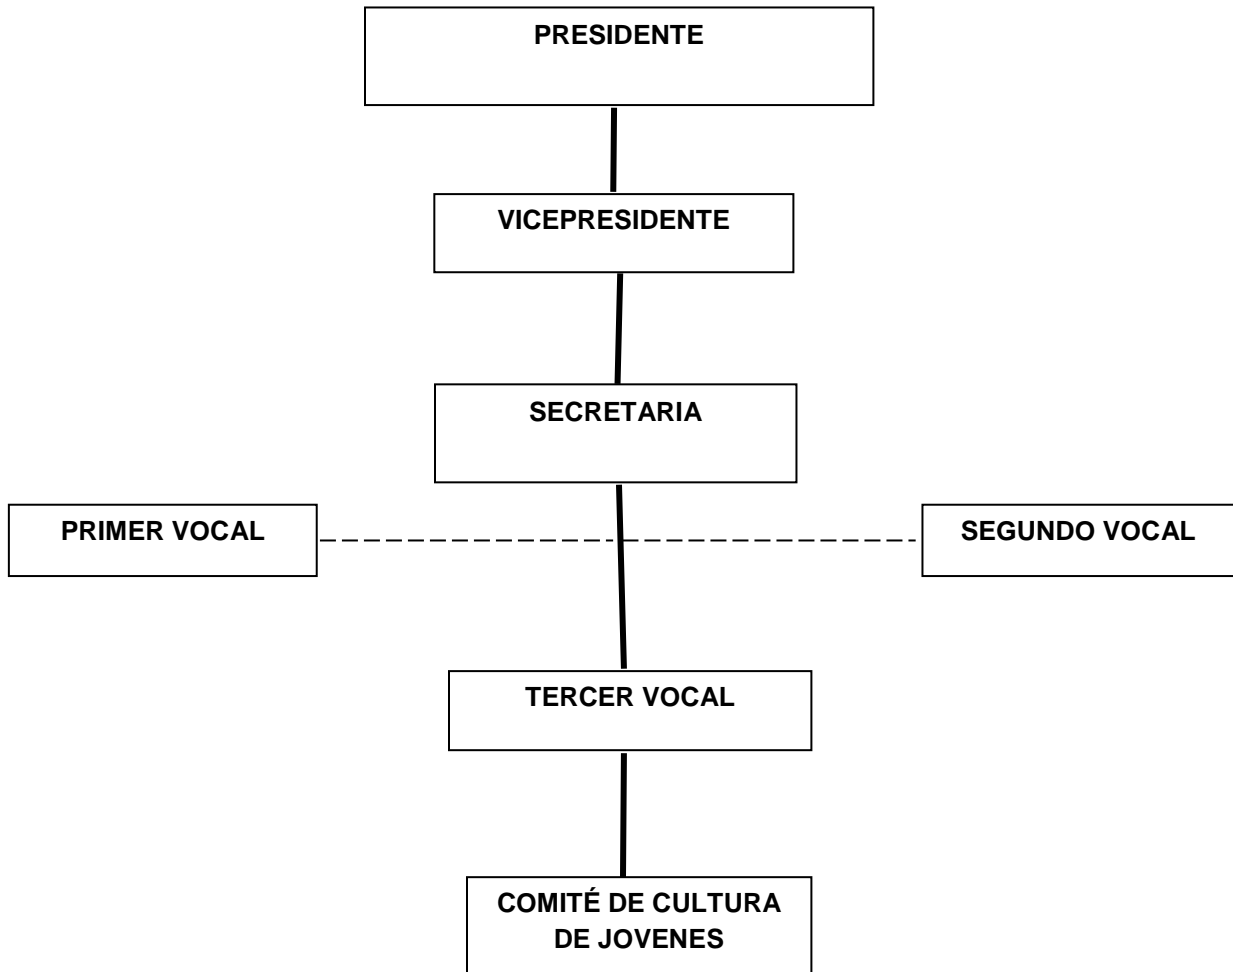 PRESIDENTE
VICEPRESIDENTE
SECRETARIA
PRIMER VOCAL
SEGUNDO VOCAL
TERCER VOCAL
COMITÉ DE CULTURA
DE JOVENES